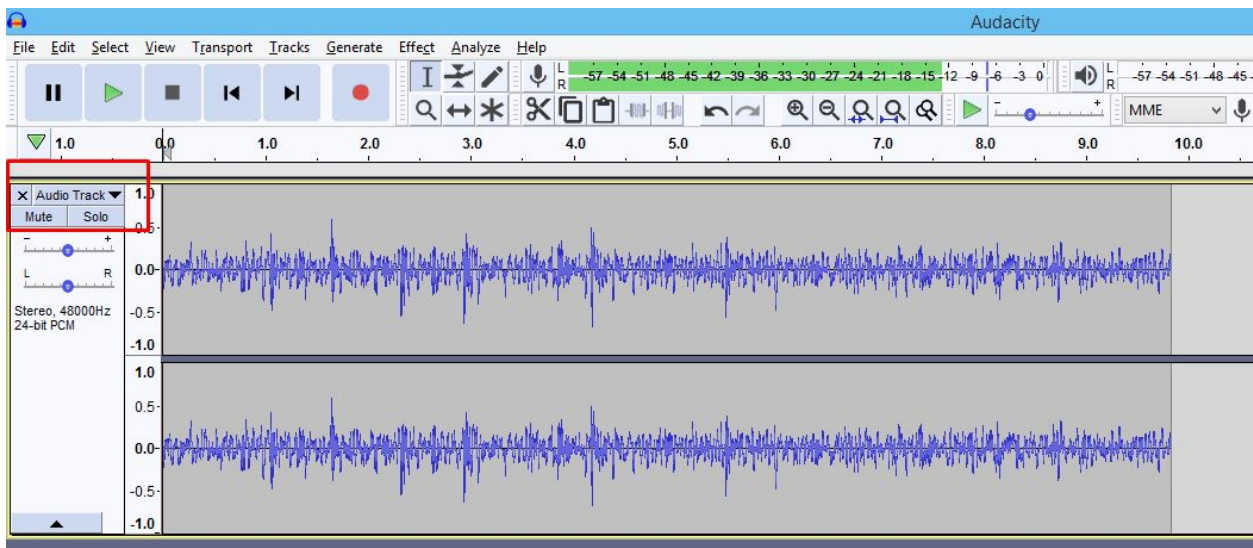 Audacity
File Edit Select View Transport Tracks Generate Effect Analyze Help
L
R
-57 -54 -51 -48 -45 -42 -39 -36 -33 -30 -27 -24 -21 -18 -15 -12 -9 -6 -3 0
L
R
-57 -54 -51 -48 -45
- +
MME
1.0 0.0 1.0 2.0 3.0 4.0 5.0 6.0 7.0 8.0 9.0 10.0
Audio Track
Mute Solo
- +
L R
Stereo, 48000Hz
24-bit PCM
1.0
0.5
0.0
-0.5
-1.0
1.0
0.5
0.0
-0.5
-1.0